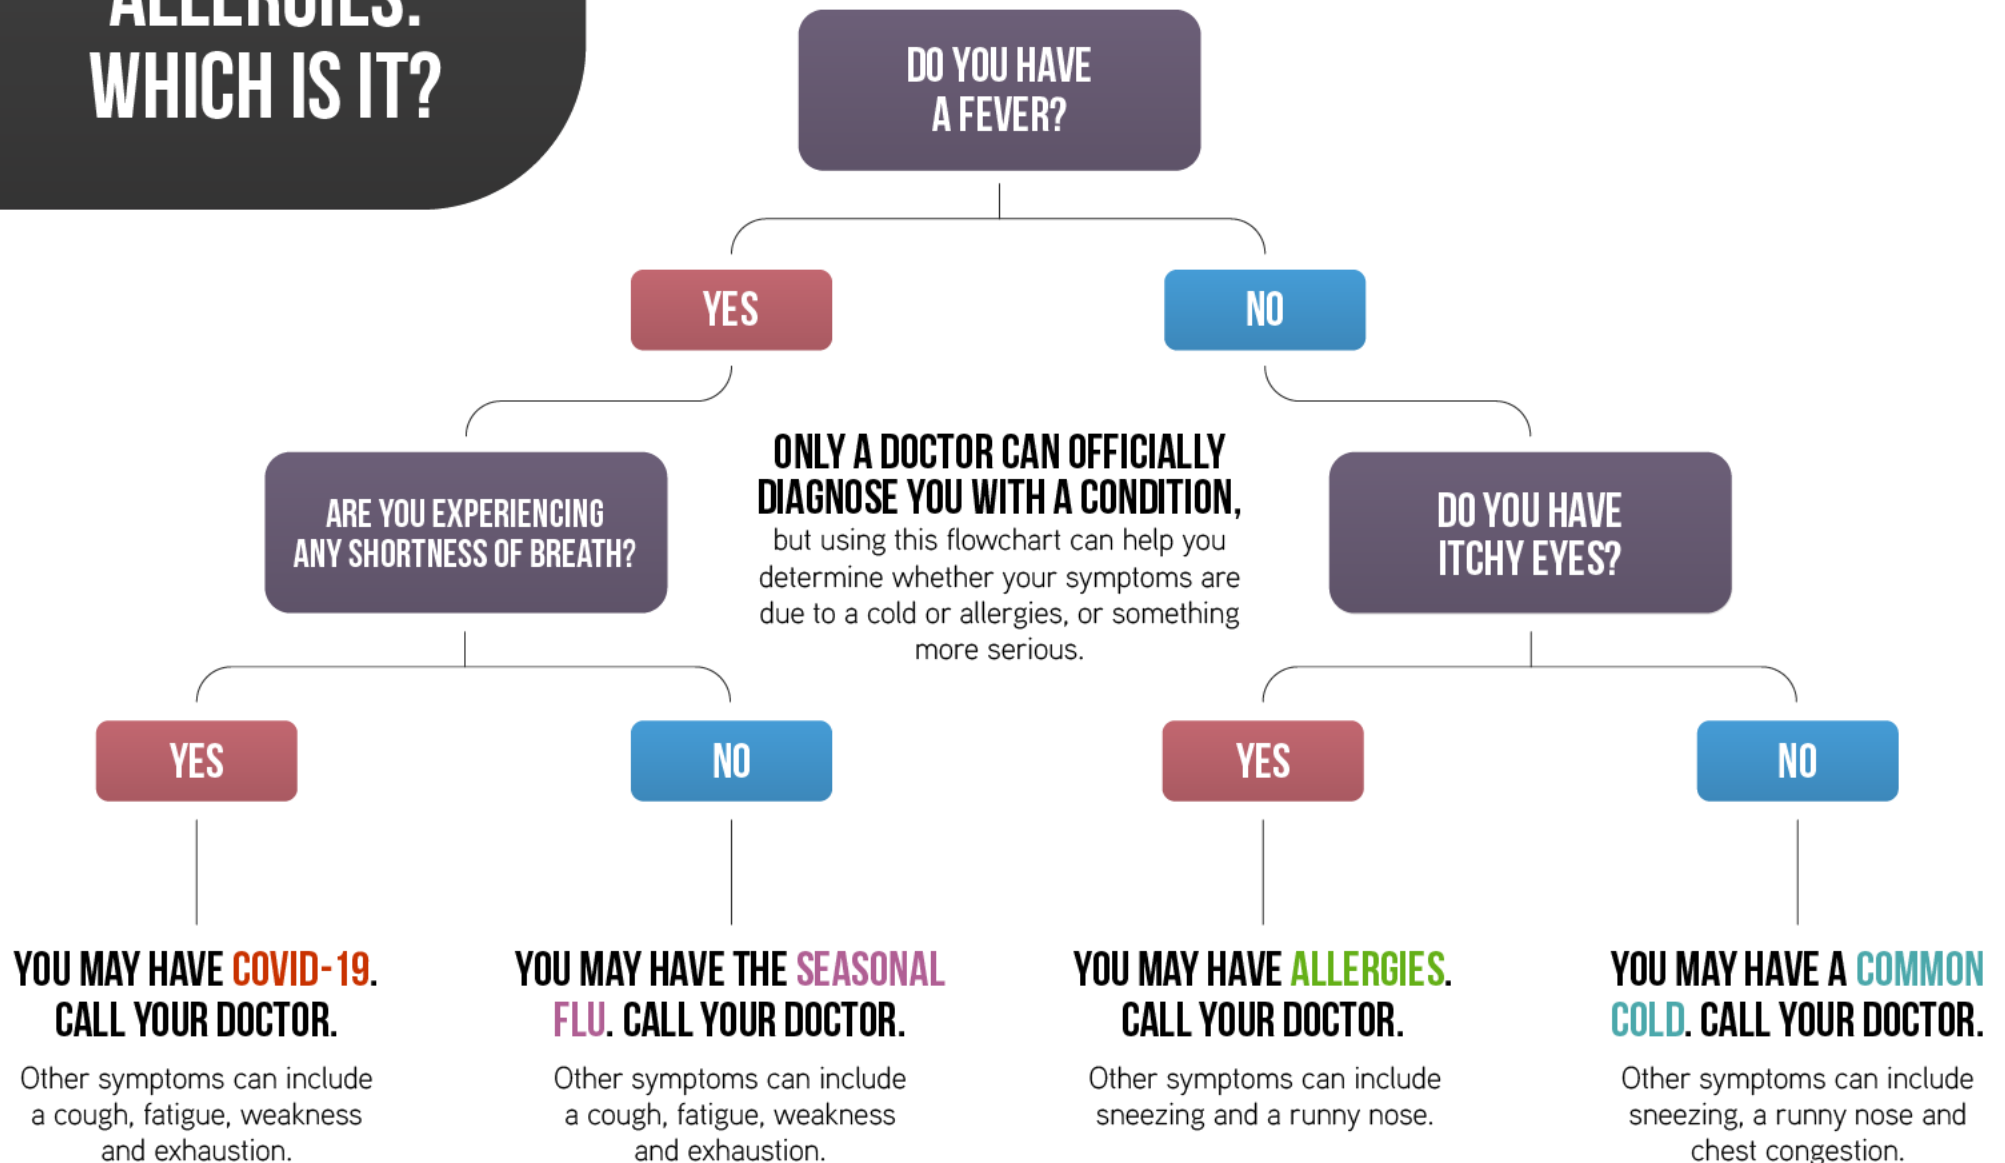 ALLERGIES.
WHICH IS IT?
DO YOU HAVE
A FEVER?
YES
NO
ARE YOU EXPERIENCING
ANY SHORTNESS OF BREATH?
ONLY A DOCTOR CAN OFFICIALLY
DIAGNOSE YOU WITH A CONDITION,
but using this flowchart can help you
determine whether your symptoms are
due to a cold or allergies, or something
more serious.
DO YOU HAVE
ITCHY EYES?
YES
NO
YES
NO
YOU MAY HAVE COVID-19.
CALL YOUR DOCTOR.
Other symptoms can include
a cough, fatigue, weakness
and exhaustion.
YOU MAY HAVE THE SEASONAL
FLU. CALL YOUR DOCTOR.
Other symptoms can include
a cough, fatigue, weakness
and exhaustion.
YOU MAY HAVE ALLERGIES.
CALL YOUR DOCTOR.
Other symptoms can include
sneezing and a runny nose.
YOU MAY HAVE A COMMON
COLD. CALL YOUR DOCTOR.
Other symptoms can include
sneezing, a runny nose and
chest congestion.